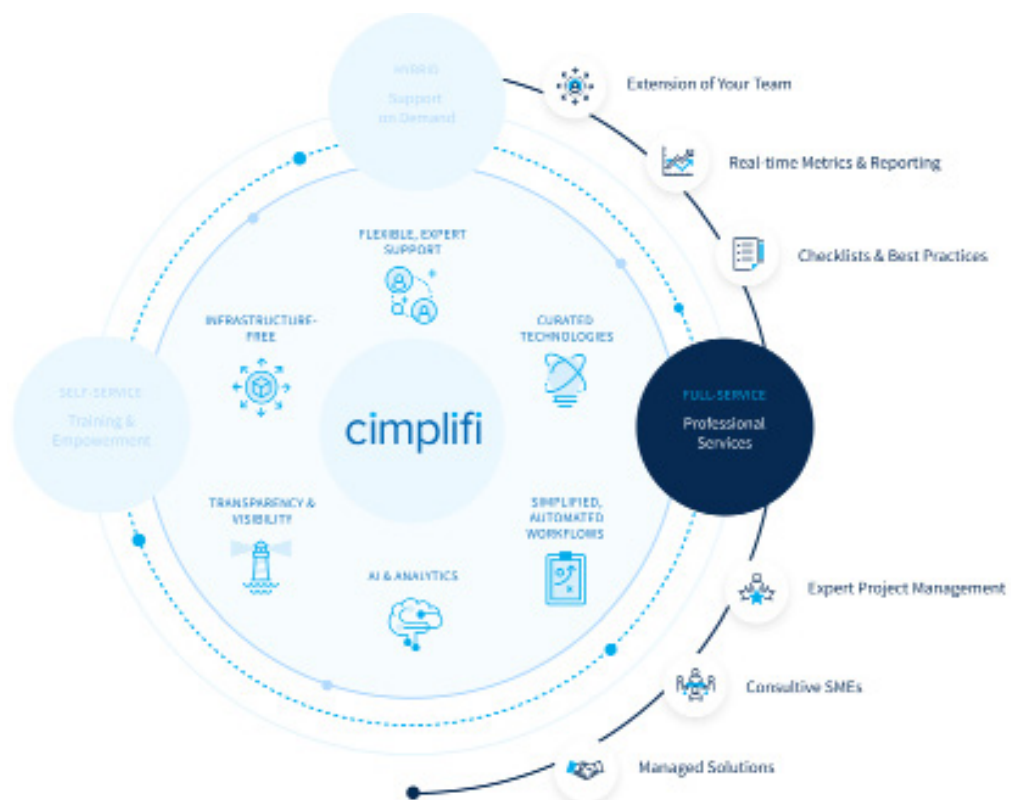 HYBRID
Support
on Demand
Extension of Your Team
Real-time Metrics & Reporting
Checklists & Best Practices
FLEXIBLE, EXPERT
SUPPORT
INFRASTRUCTURE-
FREE
CURATED
TECHNOLOGIES
SELF-SERVICE
Training &
Empowerment
cimplifi
FULL-SERVICE
Professional
Services
TRANSPARENCY &
VISIBILITY
SIMPLIFIED,
AUTOMATED
WORKFLOWS
AI & ANALYTICS
Expert Project Management
Consultive SMEs
Managed Solutions